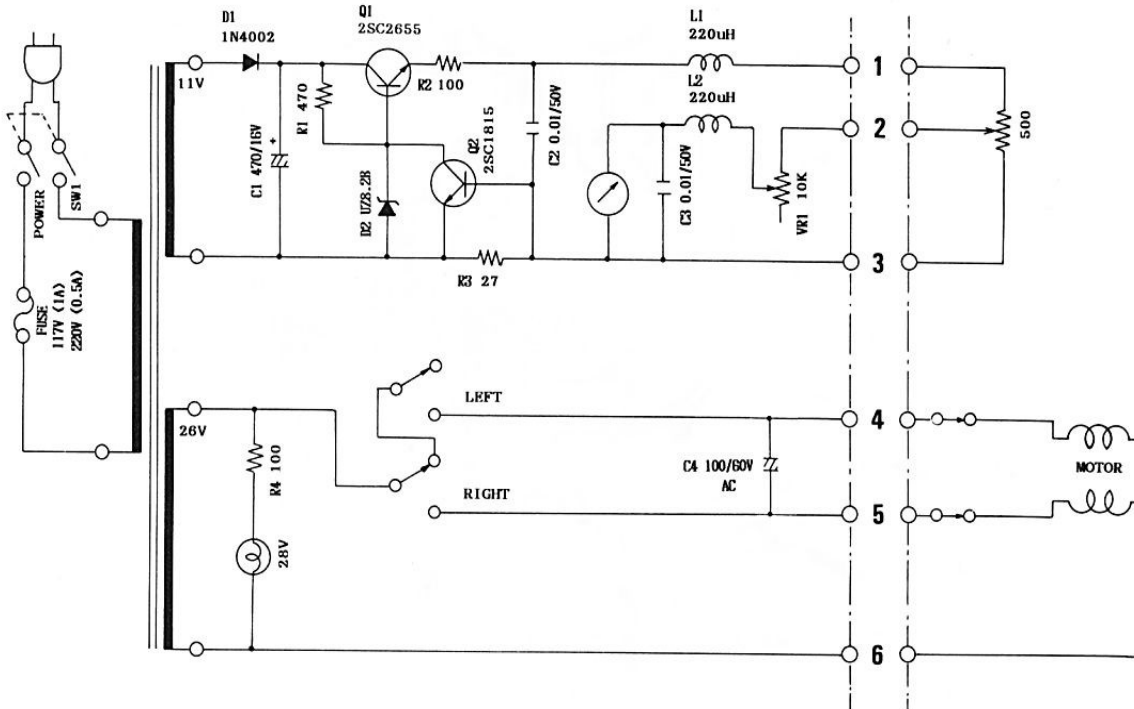 D1
1N4002
Q1
2SC2655
L1
220uH
11V
R2 100
L2
220uH
1
R1 470
C1 470/16V
+
Q2
2SC1815
C2 0.01/50V
2
500
POWER
SW1
D2 UZ8.2B
C3 0.01/50V
VR1 10K
R3 27
3
FUSE
117V (1A)
220V (0.5A)
26V
LEFT
4
R4 100
C4 100/60V
AC
MOTOR
RIGHT
5
28V
6